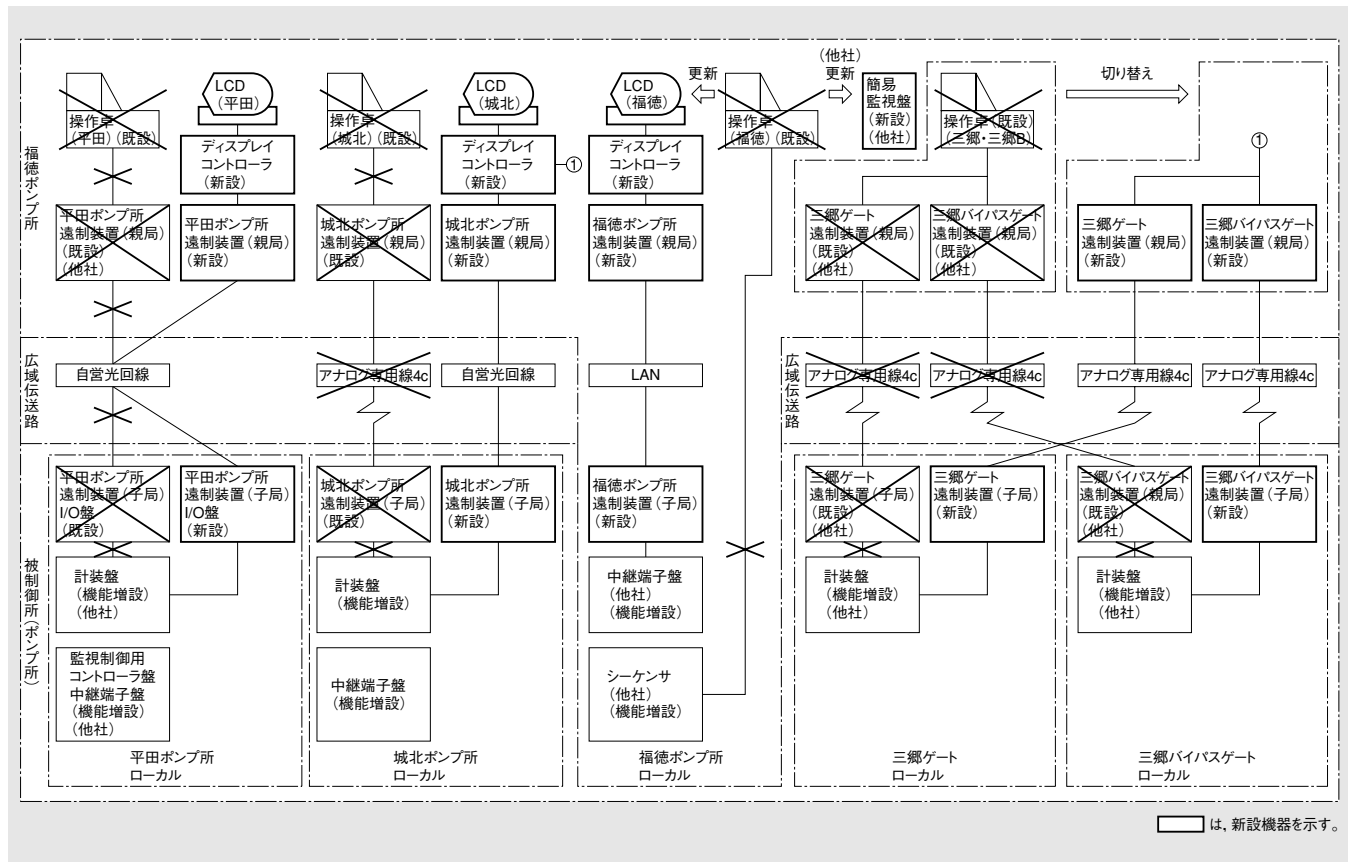 福徳ポンプ所
広域伝送路
被制御所(ポンプ所)
操作卓
(平田)(既設)
LCD
(平田)
ディスプレイ
コントローラ
(新設)
平田ポンプ所
遠制装置(親局)
(既設)
(他社)
平田ポンプ所
遠制装置(親局)
(新設)
自営光回線
平田ポンプ所
遠制装置(子局)
I/O盤
(既設)
平田ポンプ所
遠制装置(子局)
I/O盤
(新設)
計装盤
(機能増設)
(他社)
監視制御用
コントローラ盤
中継端子盤
(機能増設)
(他社)
平田ポンプ所
ローカル
操作卓
(城北)(既設)
LCD
(城北)
ディスプレイ
コントローラ
(新設)
①
城北ポンプ所
遠制装置(親局)
(既設)
城北ポンプ所
遠制装置(親局)
(新設)
アナログ専用線4c
自営光回線
城北ポンプ所
遠制装置(子局)
(既設)
城北ポンプ所
遠制装置(子局)
(新設)
計装盤
(機能増設)
中継端子盤
(機能増設)
城北ポンプ所
ローカル
LCD
(福徳)
更新
操作卓
(福徳)(既設)
(他社)
更新
簡易
監視盤
(新設)
(他社)
ディスプレイ
コントローラ
(新設)
福徳ポンプ所
遠制装置(親局)
(新設)
LAN
福徳ポンプ所
遠制装置(子局)
(新設)
中継端子盤
(他社)
(機能増設)
シーケンサ
(他社)
(機能増設)
福徳ポンプ所
ローカル
操作卓(既設)
(三郷・三郷B)
切り替え
①
三郷ゲート
遠制装置(親局)
(既設)
(他社)
三郷バイパスゲート
遠制装置(親局)
(既設)
(他社)
三郷ゲート
遠制装置(親局)
(新設)
三郷バイパスゲート
遠制装置(親局)
(新設)
広域伝送路
アナログ専用線4c
アナログ専用線4c
アナログ専用線4c
アナログ専用線4c
三郷ゲート
遠制装置(子局)
(既設)
(他社)
三郷ゲート
遠制装置(子局)
(新設)
計装盤
(機能増設)
(他社)
三郷ゲート
ローカル
三郷バイパスゲート
遠制装置(親局)
(既設)
(他社)
三郷バイパスゲート
遠制装置(子局)
(新設)
計装盤
(機能増設)
(他社)
三郷バイパスゲート
ローカル
は，新設機器を示す。